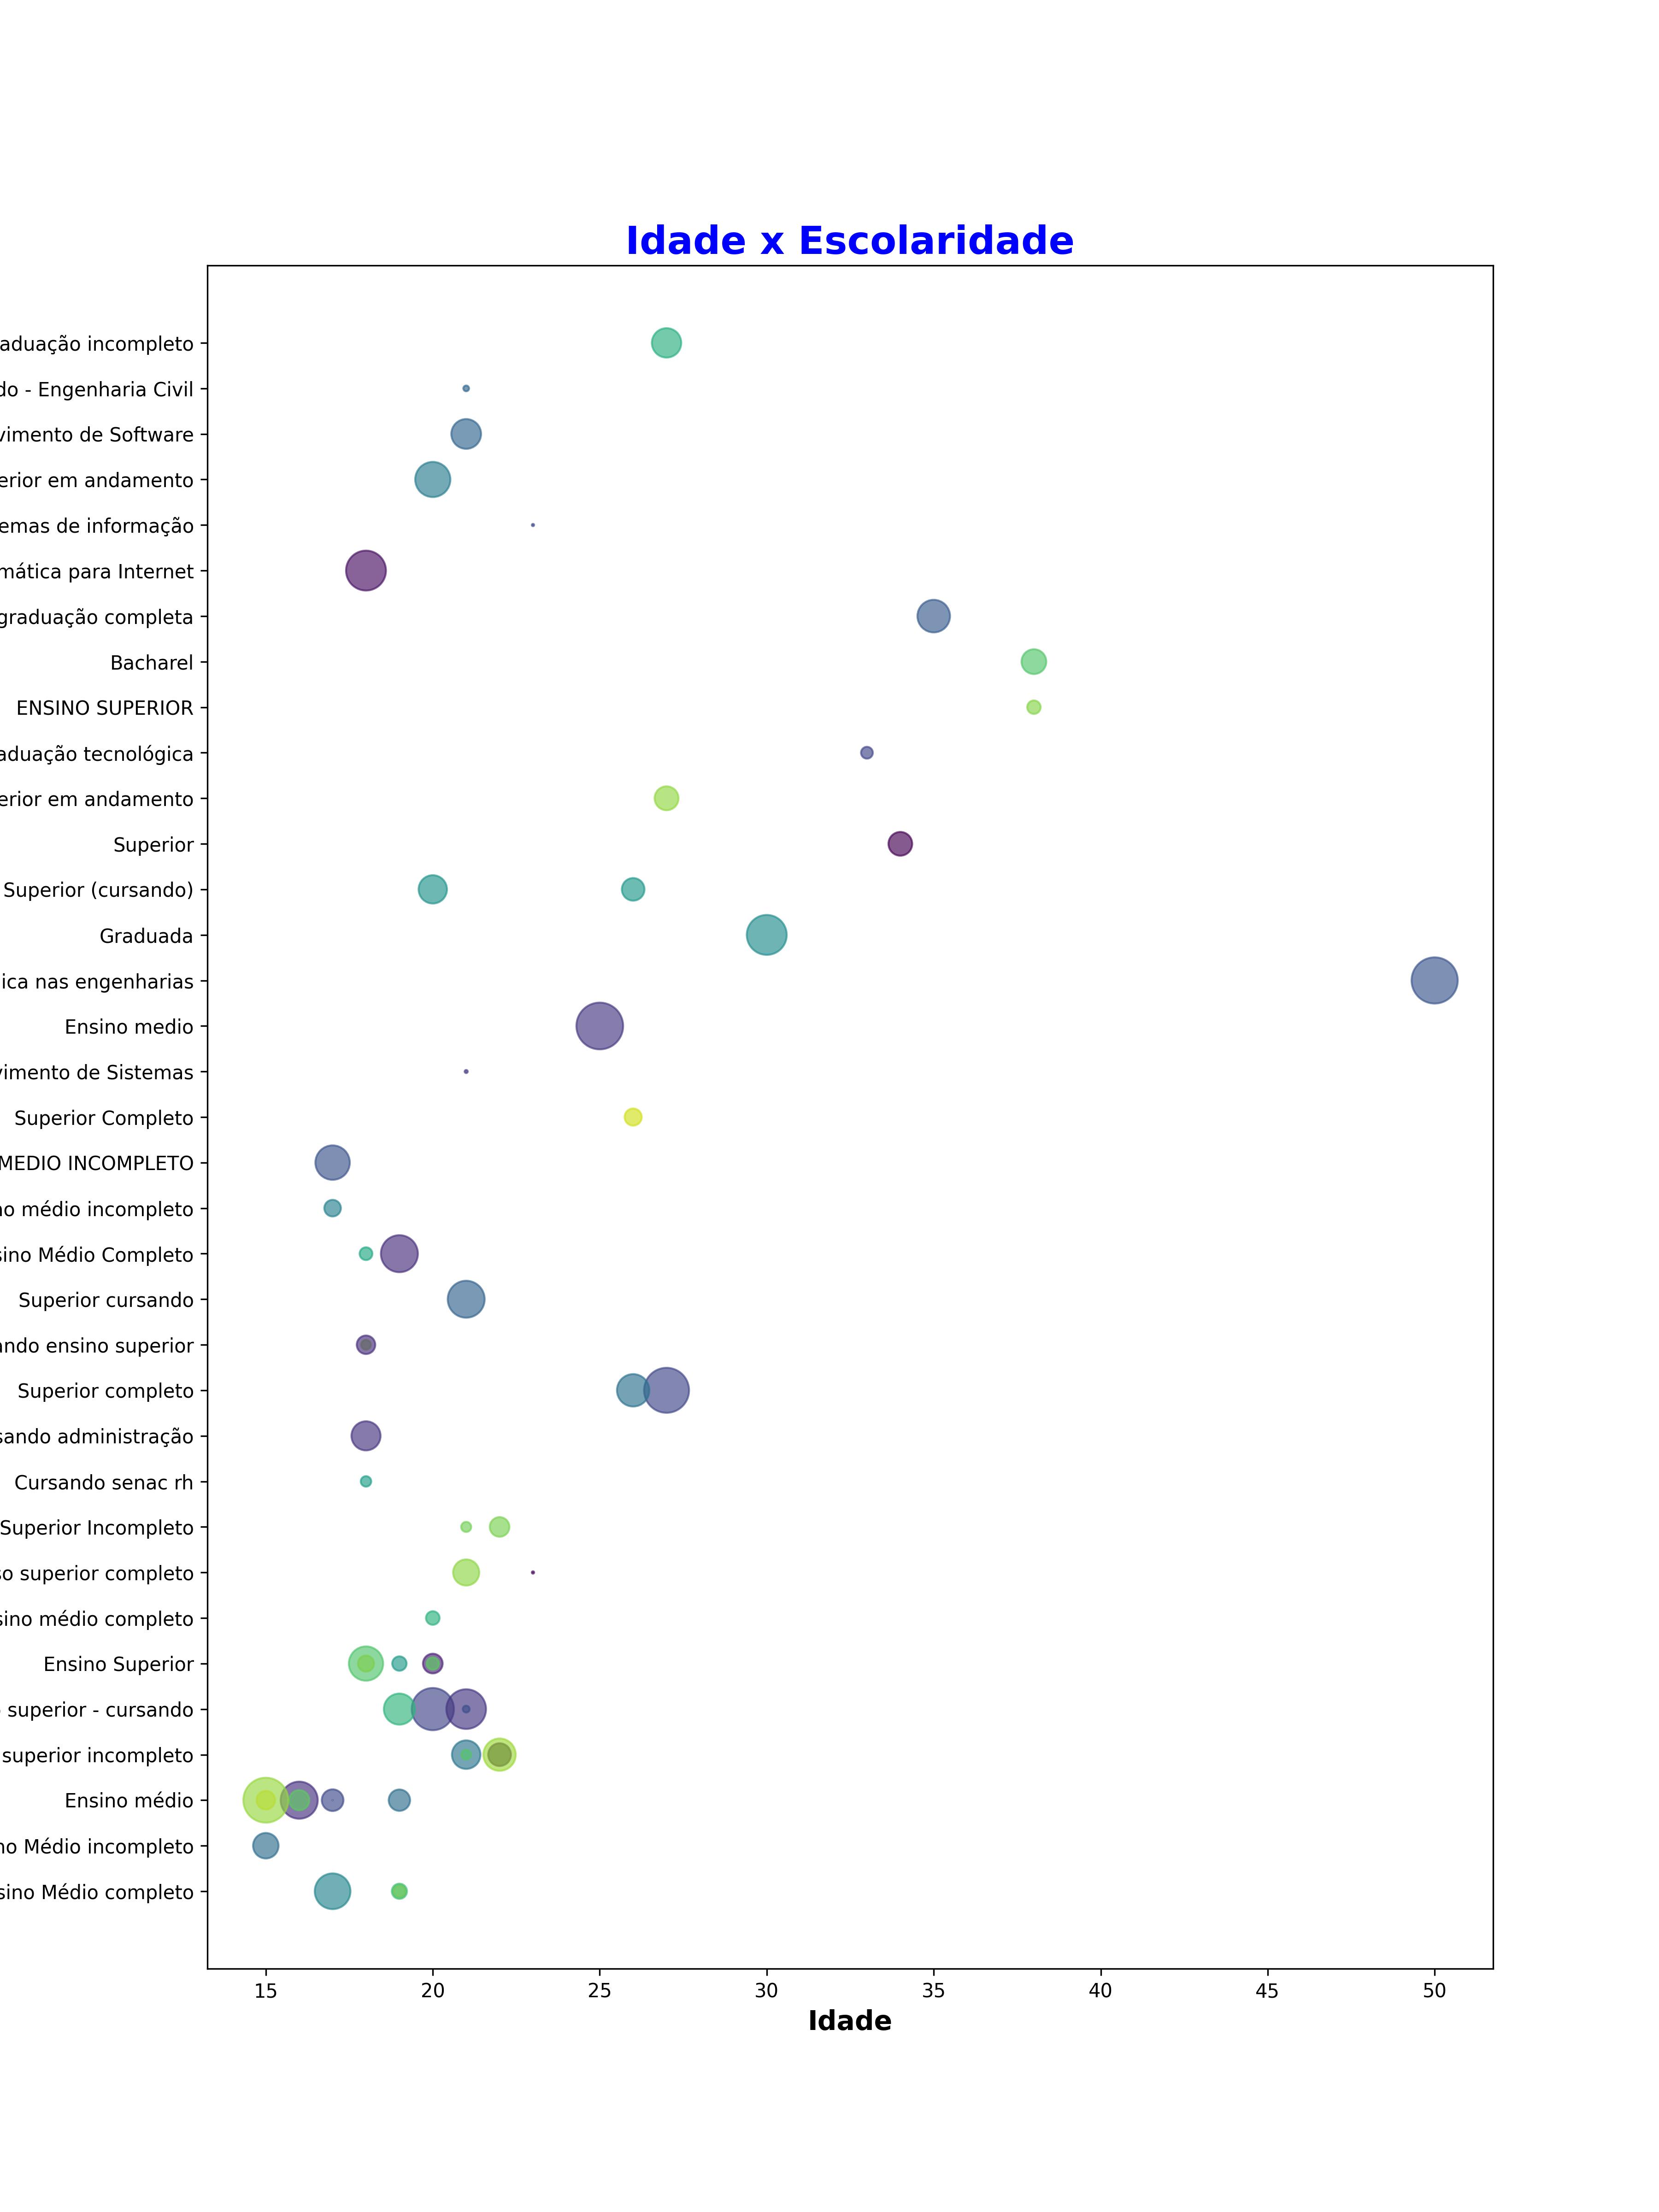 Idade x Escolaridade
aduação incompleto
do - Engenharia Civil
vimento de Software
erior em andamento
emas de informação
mática para Internet
graduação completa
Bacharel
ENSINO SUPERIOR
aduação tecnológica
erior em andamento
Superior
Superior (cursando)
Graduada
ica nas engenharias
Ensino medio
vimento de Sistemas
Superior Completo
MEDIO INCOMPLETO
no médio incompleto
sino Médio Completo
Superior cursando
ando ensino superior
Superior completo
sando administração
Cursando senac rh
Superior Incompleto
so superior completo
sino médio completo
Ensino Superior
superior - cursando
superior incompleto
Ensino médio
no Médio incompleto
sino Médio completo
15 20 25 30 35 40 45 50
Idade